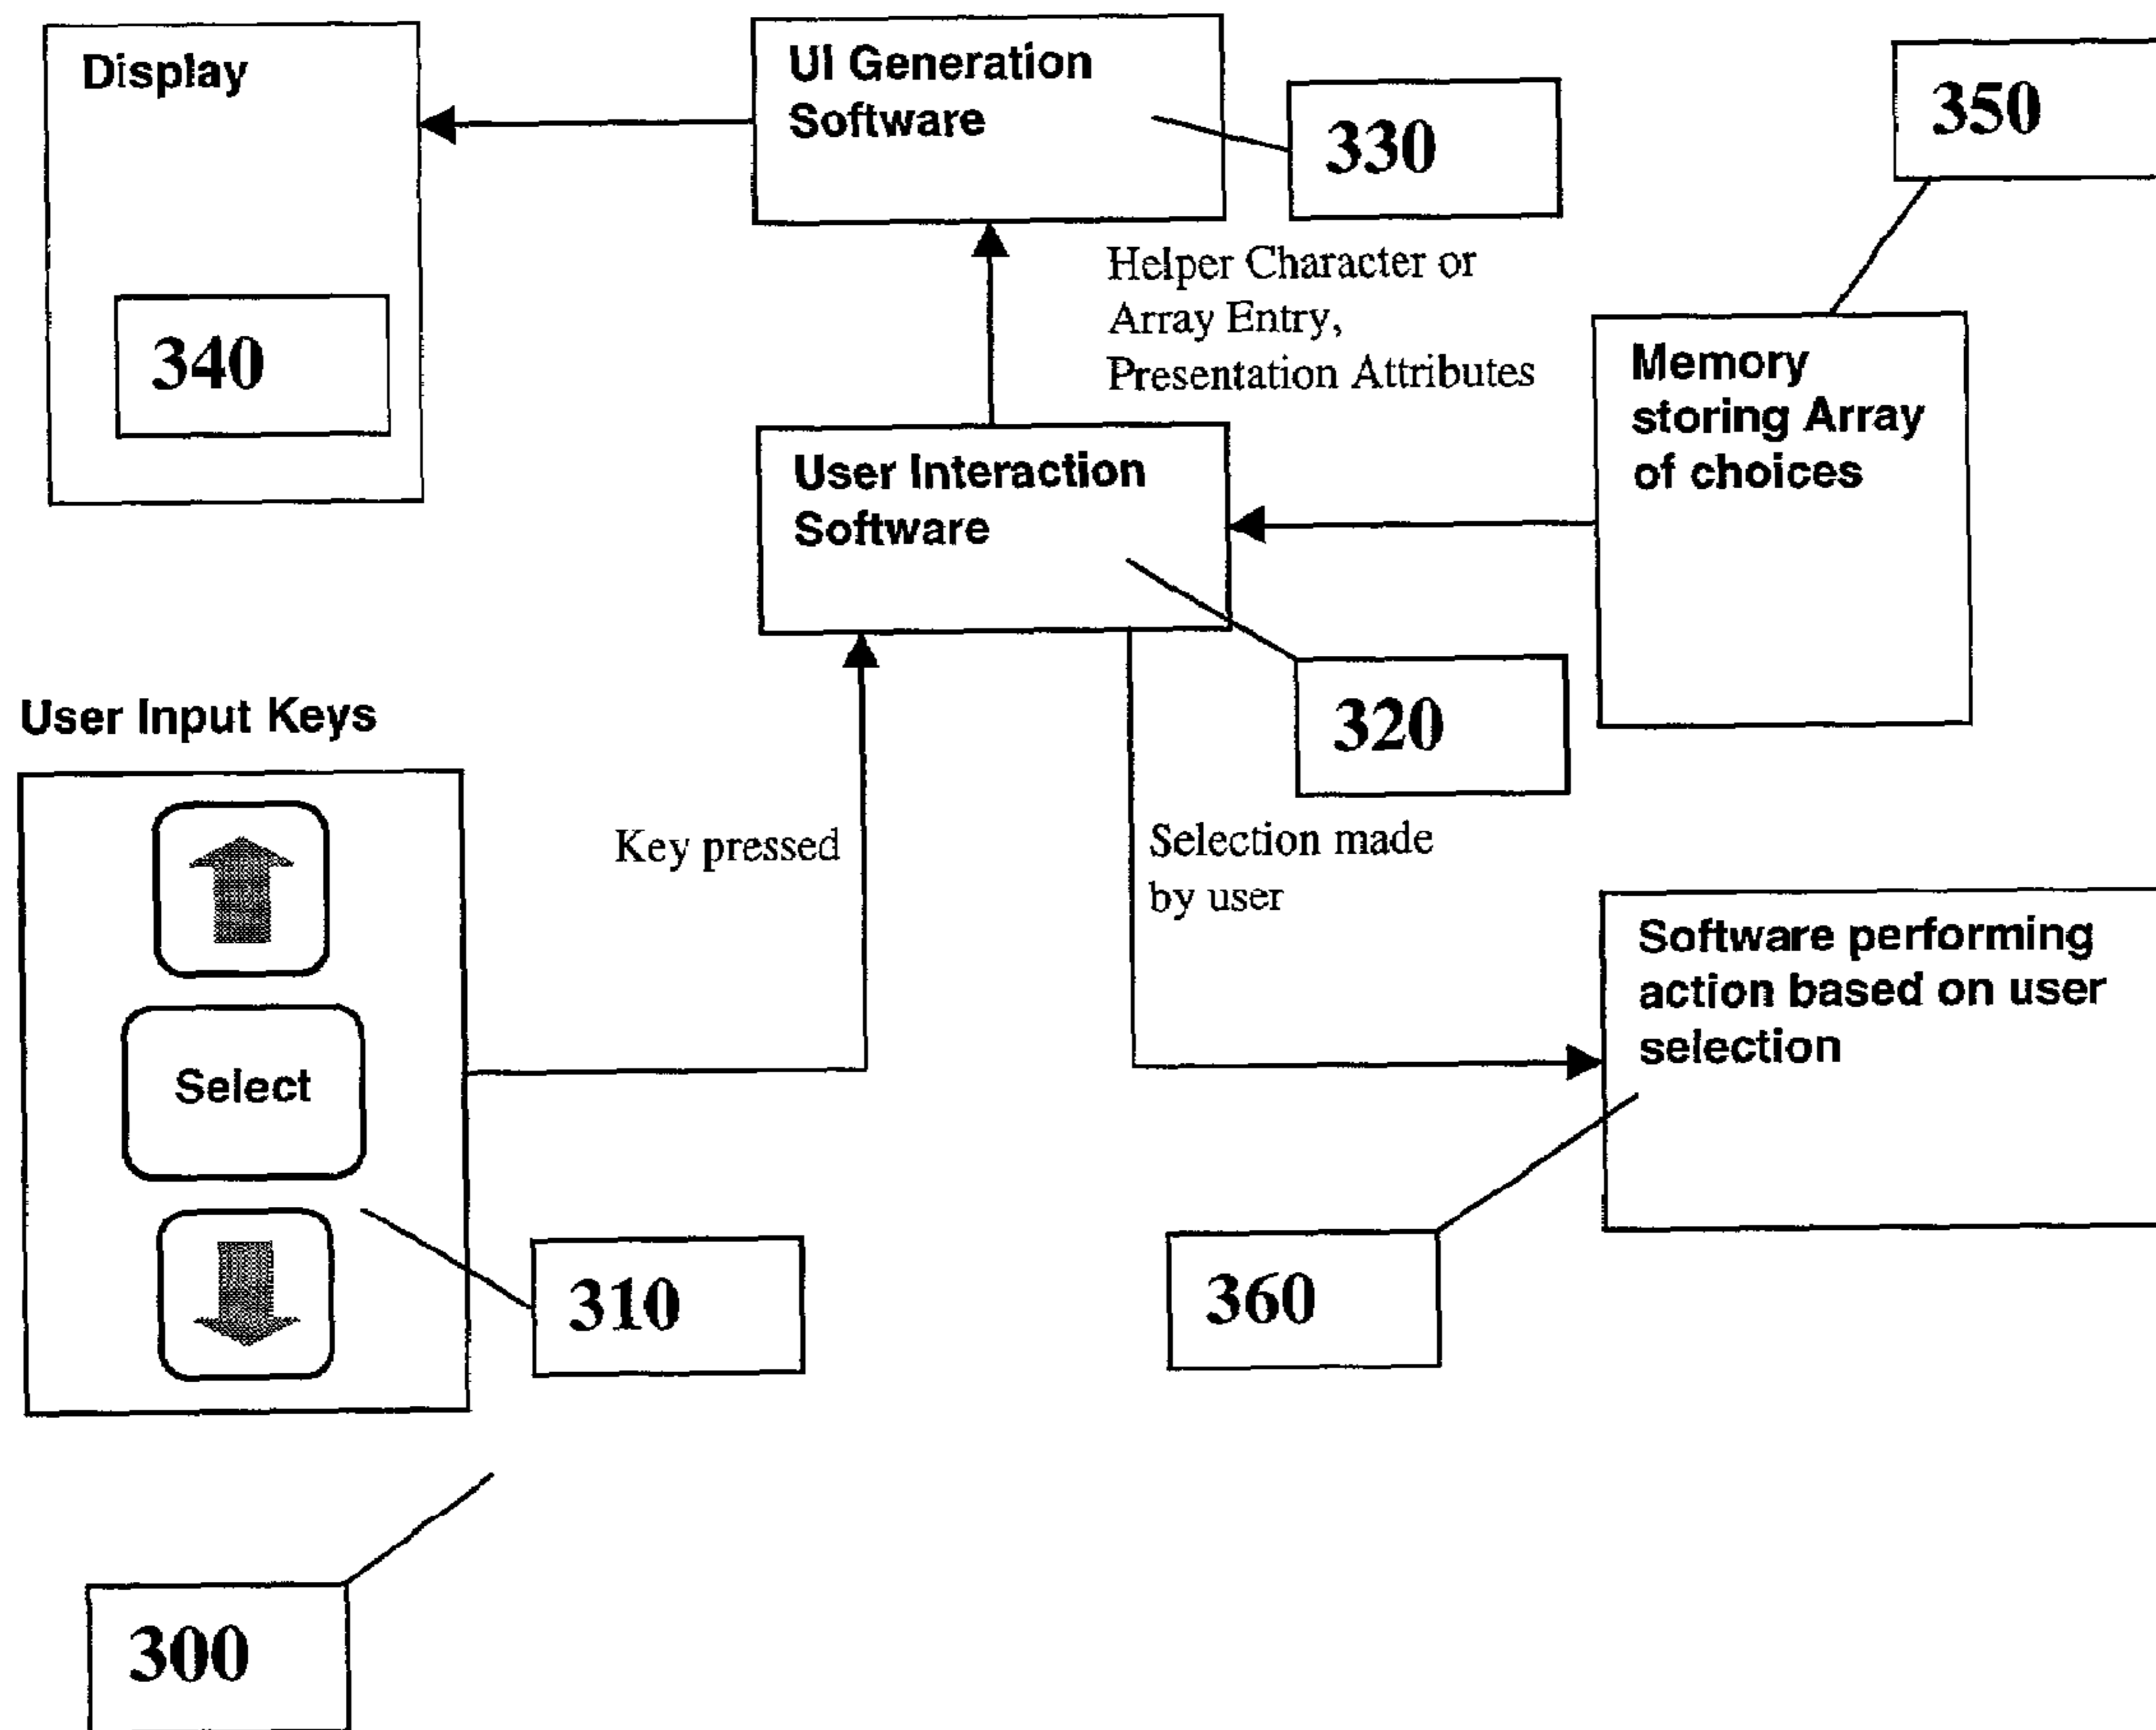 Display
340
UI Generation
Software
330
350
Helper Character or
Array Entry,
Presentation Attributes
Memory
storing Array
of choices
User Interaction
Software
320
User Input Keys
Select
310
Key pressed
Selection made
by user
Software performing
action based on user
selection
360
300